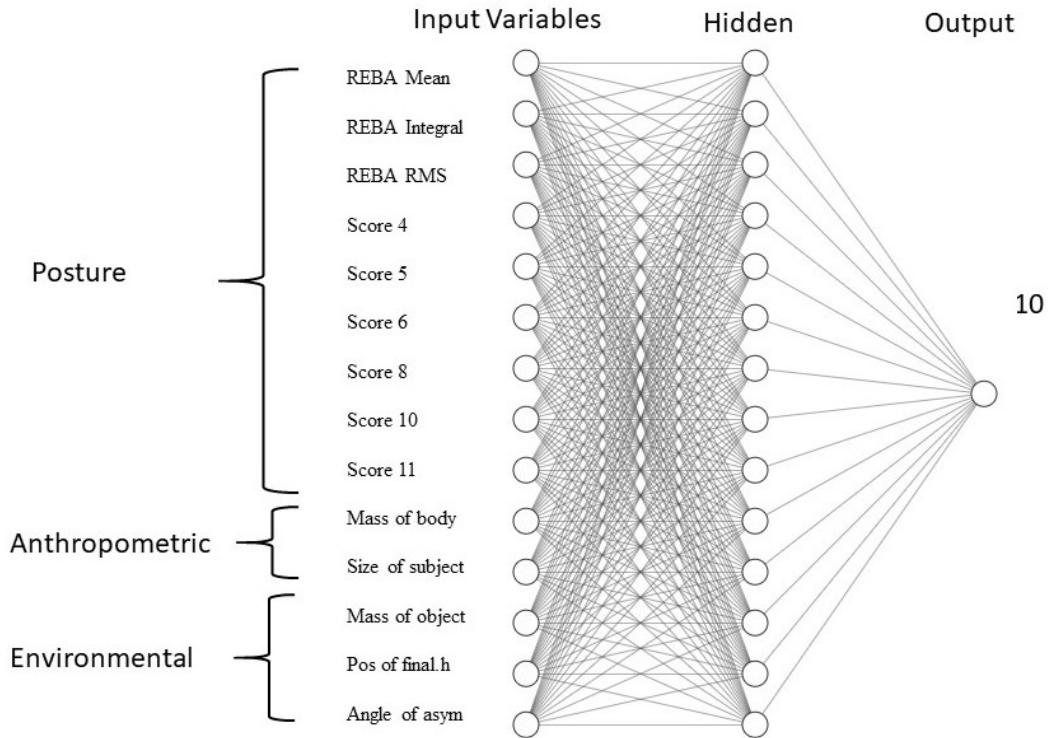 Input Variables
Hidden
Output
REBA Mean
REBA Integral
REBA RMS
Score 4
Posture
Score 5
Score 6
10
Score 8
Score 10
Score 11
Mass of body
Anthropometric
Size of subject
Mass of object
Environmental
Pos of final.h
Angle of asym